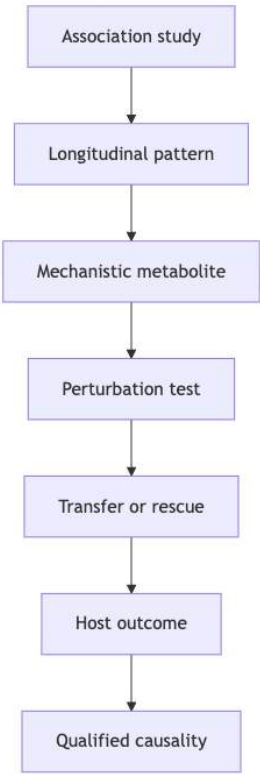 Association study
Longitudinal pattern
Mechanistic metabolite
Perturbation test
Transfer or rescue
Host outcome
Qualified causality